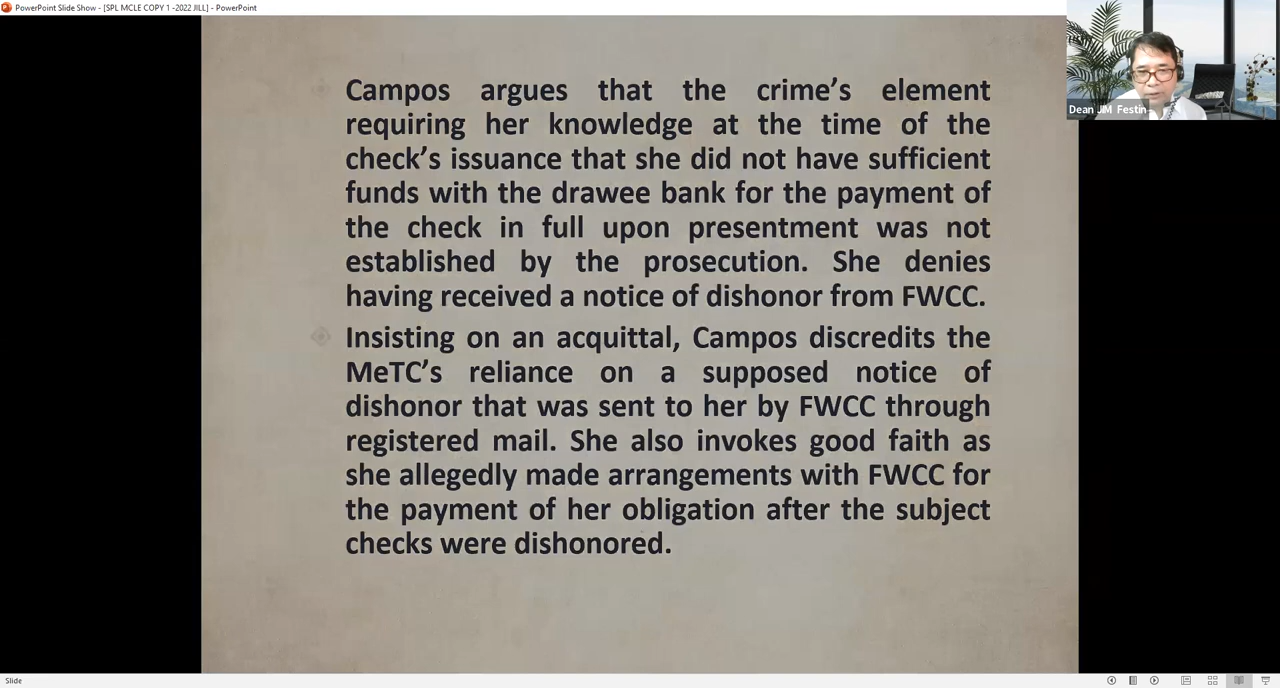 PowerPoint Slide Show - [SPL MCLE COPY 1 -2022 JILL] - PowerPoint
Dean JIM Festin
Campos argues that the crime’s element
requiring her knowledge at the time of the
check’s issuance that she did not have sufficient
funds with the drawee bank for the payment of
the check in full upon presentment was not
established by the prosecution. She denies
having received a notice of dishonor from FWCC.
Insisting on an acquittal, Campos discredits the
MeTC’s reliance on a supposed notice of
dishonor that was sent to her by FWCC through
registered mail. She also invokes good faith as
she allegedly made arrangements with FWCC for
the payment of her obligation after the subject
checks were dishonored.
Slide